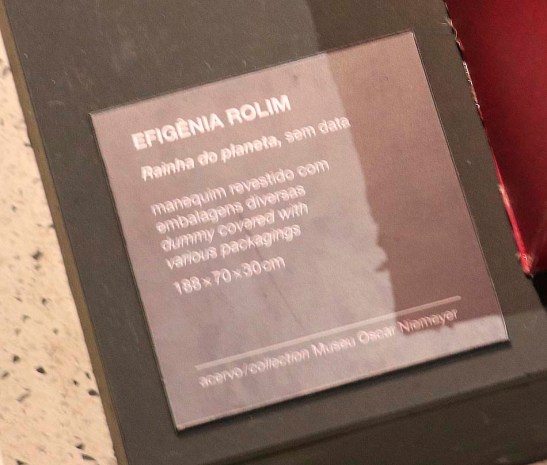 EFIGÊNIA ROLIM
Rainha do planeta, sem data
manequim revestido com
embalagens diversas
dummy covered with
various packagings
188 x 70 x 30 cm
acervo/collection Museu Oscar Niemeyer